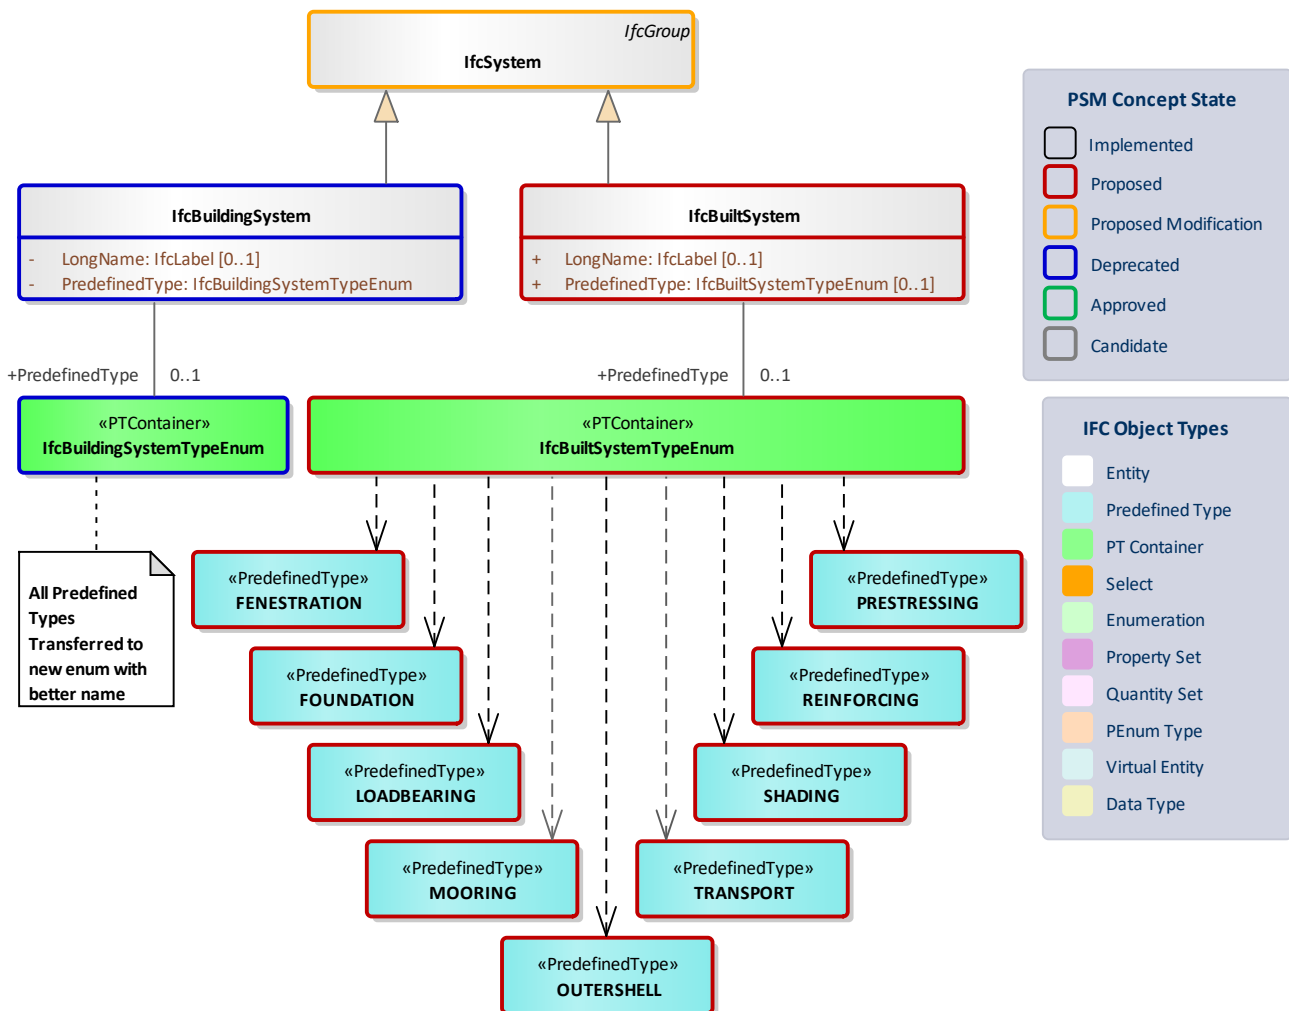 IfcGroup
IfcSystem
IfcBuildingSystem
- LongName: IfcLabel [0..1]
- PredefinedType: IfcBuildingSystemTypeEnum
IfcBuiltSystem
+ LongName: IfcLabel [0..1]
+ PredefinedType: IfcBuiltSystemTypeEnum [0..1]
+PredefinedType 0..1
+PredefinedType 0..1
«PTContainer»
IfcBuildingSystemTypeEnum
«PTContainer»
IfcBuiltSystemTypeEnum
All Predefined
Types
Transferred to
new enum with
better name
«PredefinedType»
FENESTRATION
«PredefinedType»
PRESTRESSING
«PredefinedType»
FOUNDATION
«PredefinedType»
REINFORCING
«PredefinedType»
LOADBEARING
«PredefinedType»
SHADING
«PredefinedType»
MOORING
«PredefinedType»
TRANSPORT
«PredefinedType»
OUTERSHELL
PSM Concept State
Implemented
Proposed
Proposed Modification
Deprecated
Approved
Candidate
IFC Object Types
Entity
Predefined Type
PT Container
Select
Enumeration
Property Set
Quantity Set
PEnum Type
Virtual Entity
Data Type